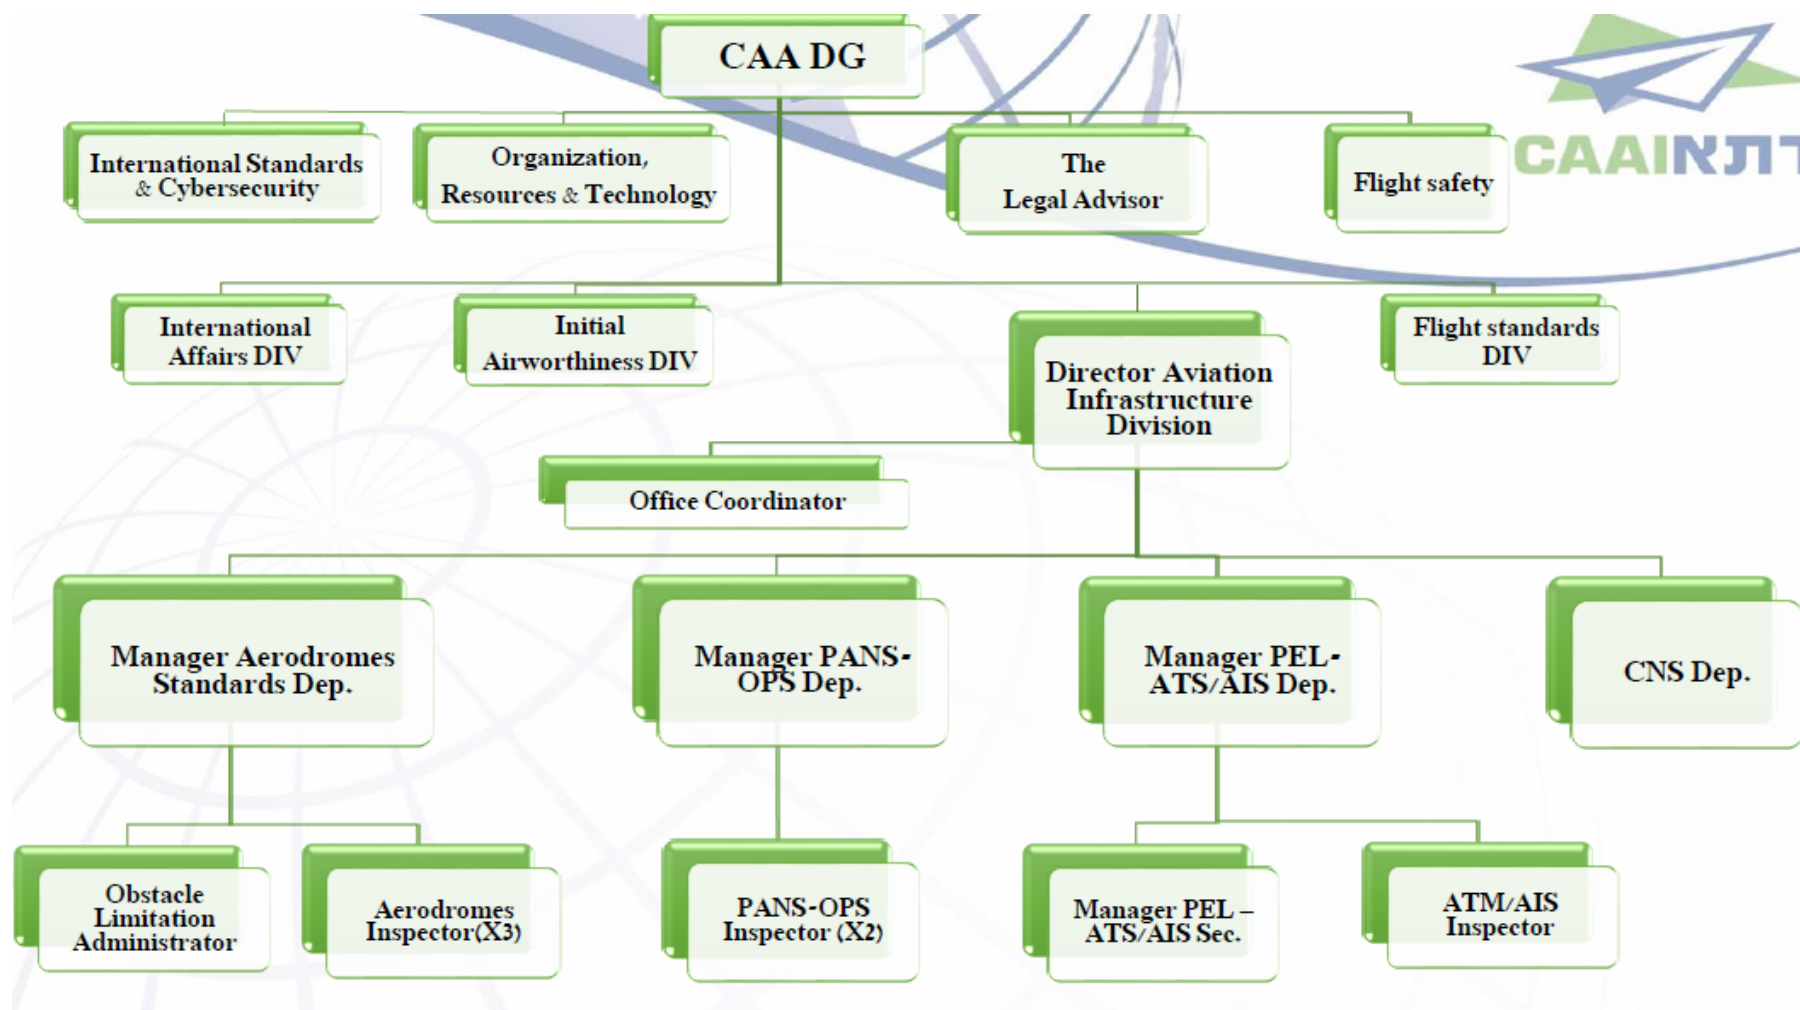 CAA DG
International Standards
& Cybersecurity
Organization,
Resources & Technology
The
Legal Advisor
Flight safety
CAAIרתא
International
Affairs DIV
Initial
Airworthiness DIV
Director Aviation
Infrastructure
Division
Flight standards
DIV
Office Coordinator
Manager Aerodromes
Standards Dep.
Manager PANS-
OPS Dep.
Manager PEL-
ATS/AIS Dep.
CNS Dep.
Obstacle
Limitation
Administrator
Aerodromes
Inspector(X3)
PANS-OPS
Inspector (X2)
Manager PEL –
ATS/AIS Sec.
ATM/AIS
Inspector